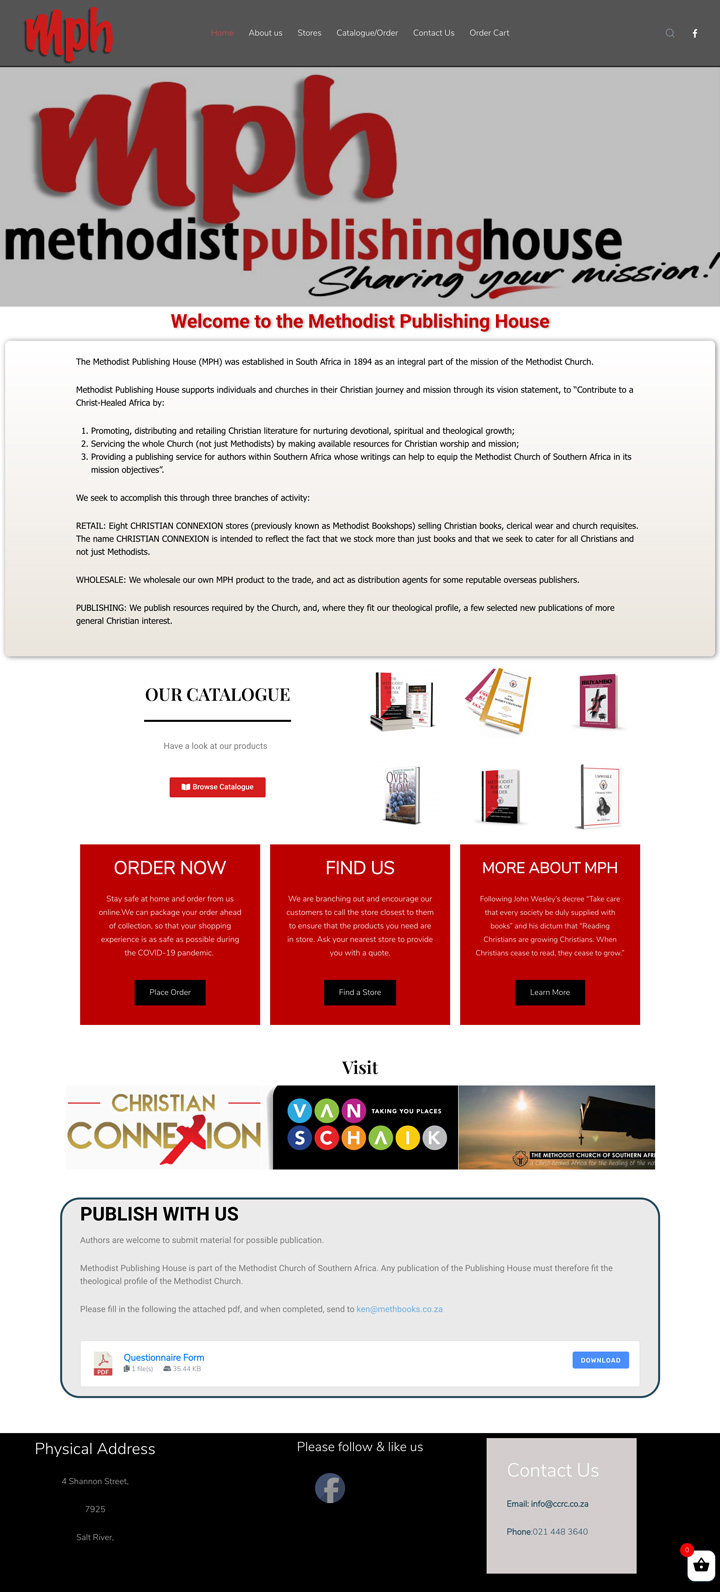 mph
Home About us Stores Catalogue/Order Contact Us Order Cart
mph
methodistpublishinghouse
Sharing your mission!
Welcome to the Methodist Publishing House
The Methodist Publishing House (MPH) was established in South Africa in 1894 as an integral part of the mission of the Methodist Church.
Methodist Publishing House supports individuals and churches in their Christian journey and mission through its vision statement, to “Contribute to a
Christ-Healed Africa by:
1. Promoting, distributing and retailing Christian literature for nurturing devotional, spiritual and theological growth;
2. Servicing the whole Church (not just Methodists) by making available resources for Christian worship and mission;
3. Providing a publishing service for authors within Southern Africa whose writings can help to equip the Methodist Church of Southern Africa in its
mission objectives”.
We seek to accomplish this through three branches of activity:
RETAIL: Eight CHRISTIAN CONNEXION stores (previously known as Methodist Bookshops) selling Christian books, clerical wear and church requisites.
The name CHRISTIAN CONNEXION is intended to reflect the fact that we stock more than just books and that we seek to cater for all Christians and
not just Methodists.
WHOLESALE: We wholesale our own MPH product to the trade, and act as distribution agents for some reputable overseas publishers.
PUBLISHING: We publish resources required by the Church, and, where they fit our theological profile, a few selected new publications of more
general Christian interest.
OUR CATALOGUE
Have a look at our products
Browse Catalogue
OVER
FLOW
THE
METHODIST
BOOK OF
ORDER
ORDER NOW
Stay safe at home and order from us
online.We can package your order ahead
of collection, so that your shopping
experience is as safe as possible during
the COVID-19 pandemic.
Place Order
FIND US
We are branching out and encourage our
customers to call the store closest to them
to ensure that the products you need are
in store. Ask your nearest store to provide
you with a quote.
Find a Store
MORE ABOUT MPH
Following John Wesley's decree “Take care
that every society be duly supplied with
books” and his dictum that “Reading
Christians are growing Christians. When
Christians cease to read, they cease to grow.”
Learn More
Visit
CHRISTIAN
CONNEXION
VAN TAKING YOU PLACES
SCHAIK
THE METHODIST CHURCH OF SOUTHERN AFRI
A Christ-healed Africa for the healing of the nat
PUBLISH WITH US
Authors are welcome to submit material for possible publication.
Methodist Publishing House is part of the Methodist Church of Southern Africa. Any publication of the Publishing House must therefore fit the
theological profile of the Methodist Church.
Please fill in the following the attached pdf, and when completed, send to ken@methbooks.co.za
PDF
Questionnaire Form
1 file(s) 35.44 KB
DOWNLOAD
Physical Address
4 Shannon Street,
7925
Salt River,
Please follow & like us
Contact Us
Email: info@ccrc.co.za
Phone:021 448 3640
0